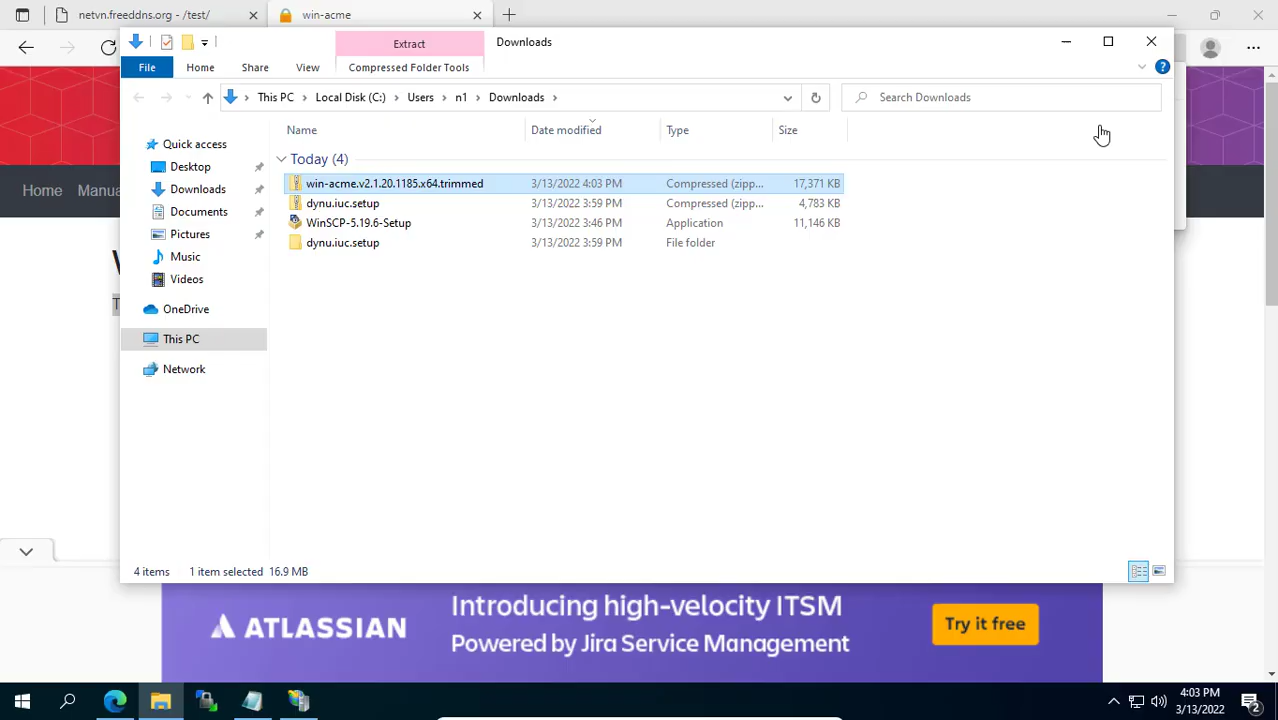 netvn.freddns.org - /test/
win-acme
Extract
Downloads
File
Home
Share
View
Compressed Folder Tools
This PC
Local Disk (C:)
Users
n1
Downloads
Search Downloads
Name
Date modified
Type
Size
Quick access
Desktop
Downloads
Documents
Pictures
Music
Videos
OneDrive
This PC
Network
Today (4)
win-acme.v2.1.20.1185.x64.trimmed 3/13/2022 4:03 PM Compressed (zipp... 17,371 KB
dynu.iuc.setup 3/13/2022 3:59 PM Compressed (zipp... 4,783 KB
WinSCP-5.19.6-Setup 3/13/2022 3:46 PM Application 11,146 KB
dynu.iuc.setup 3/13/2022 3:59 PM File folder
Home Manua
4 items 1 item selected 16.9 MB
ATLASSIAN
Introducing high-velocity ITSM
Powered by Jira Service Management
Try it free
4:03 PM
3/13/2022
2